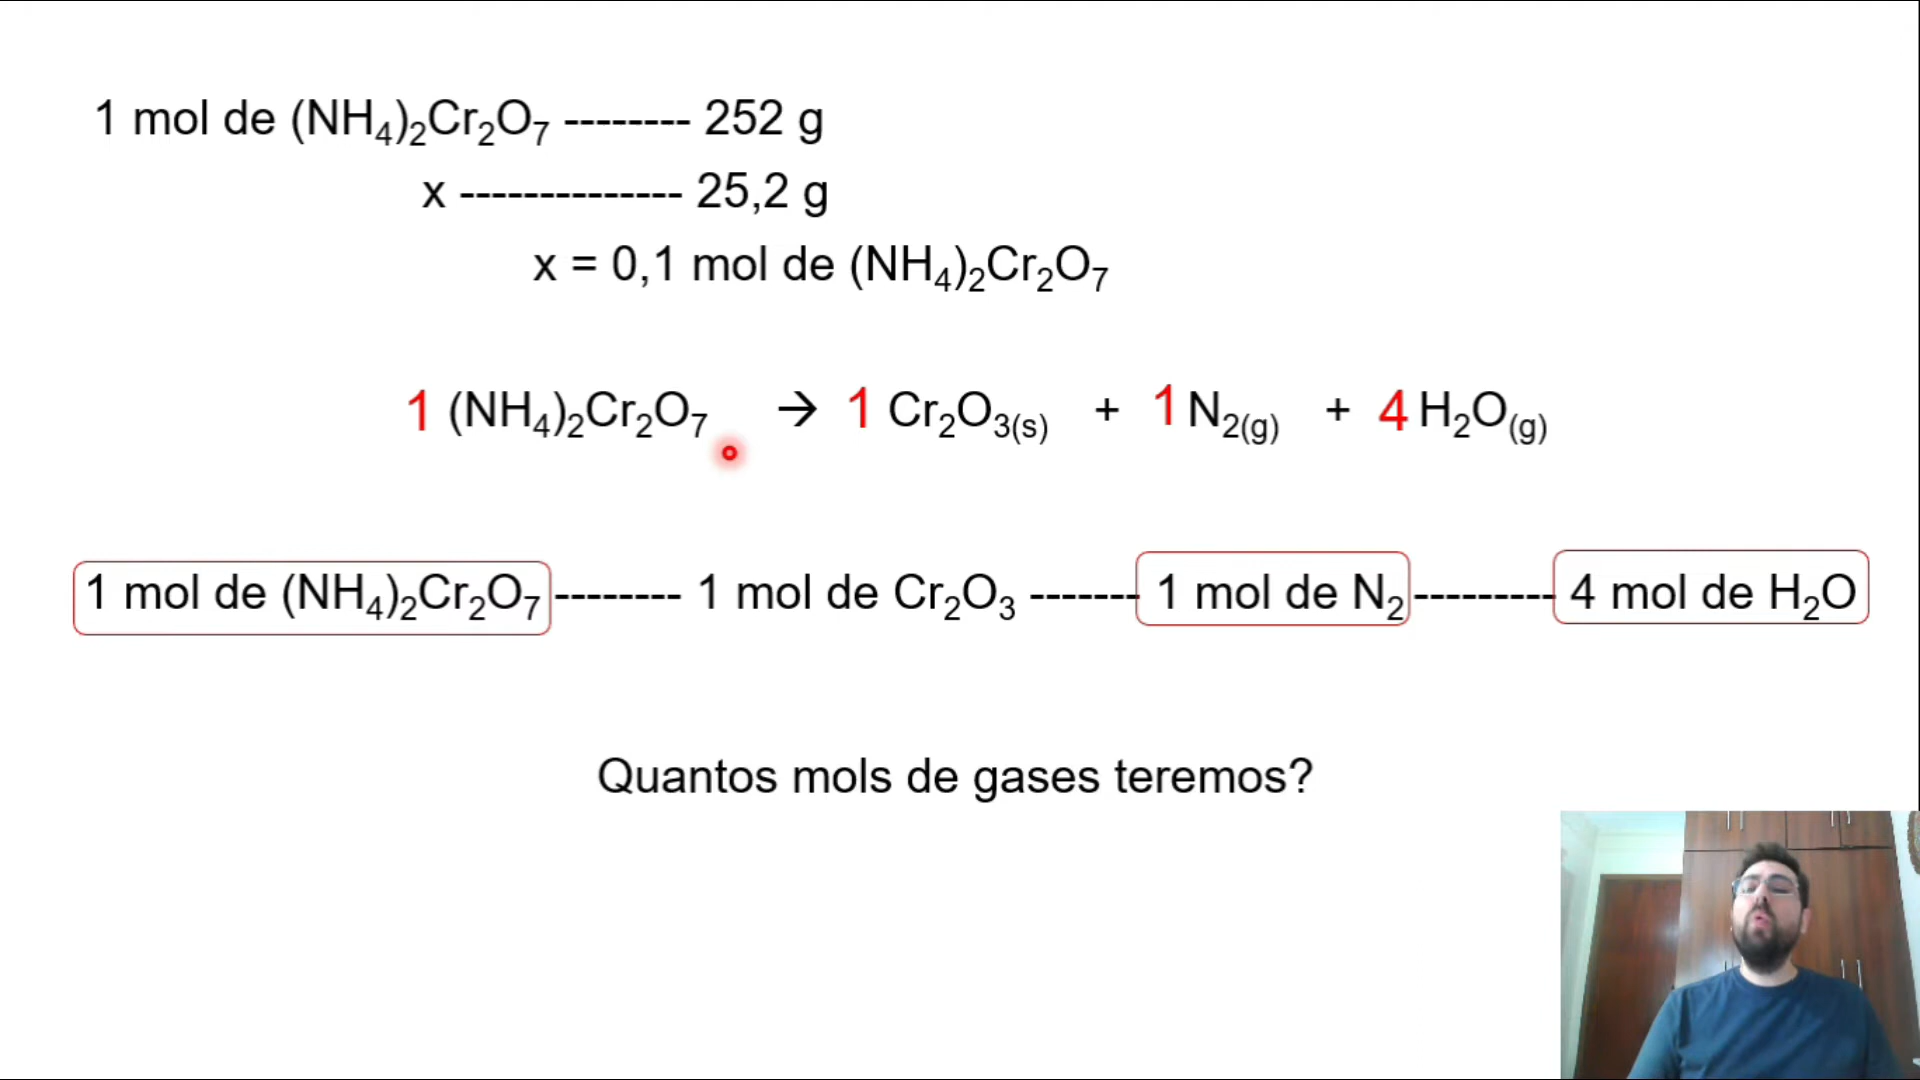 1 mol de (NH₄)₂Cr₂O₇ -------- 252 g
x -------------- 25,2 g
x = 0,1 mol de (NH₄)₂Cr₂O₇
1 (NH₄)₂Cr₂O₇ → 1 Cr₂O₃₍ₛ₎ + 1 N₂(g) + 4 H₂O(g)
1 mol de (NH₄)₂Cr₂O₇ -------- 1 mol de Cr₂O₃ ------- 1 mol de N₂ --------- 4 mol de H₂O
Quantos mols de gases teremos?